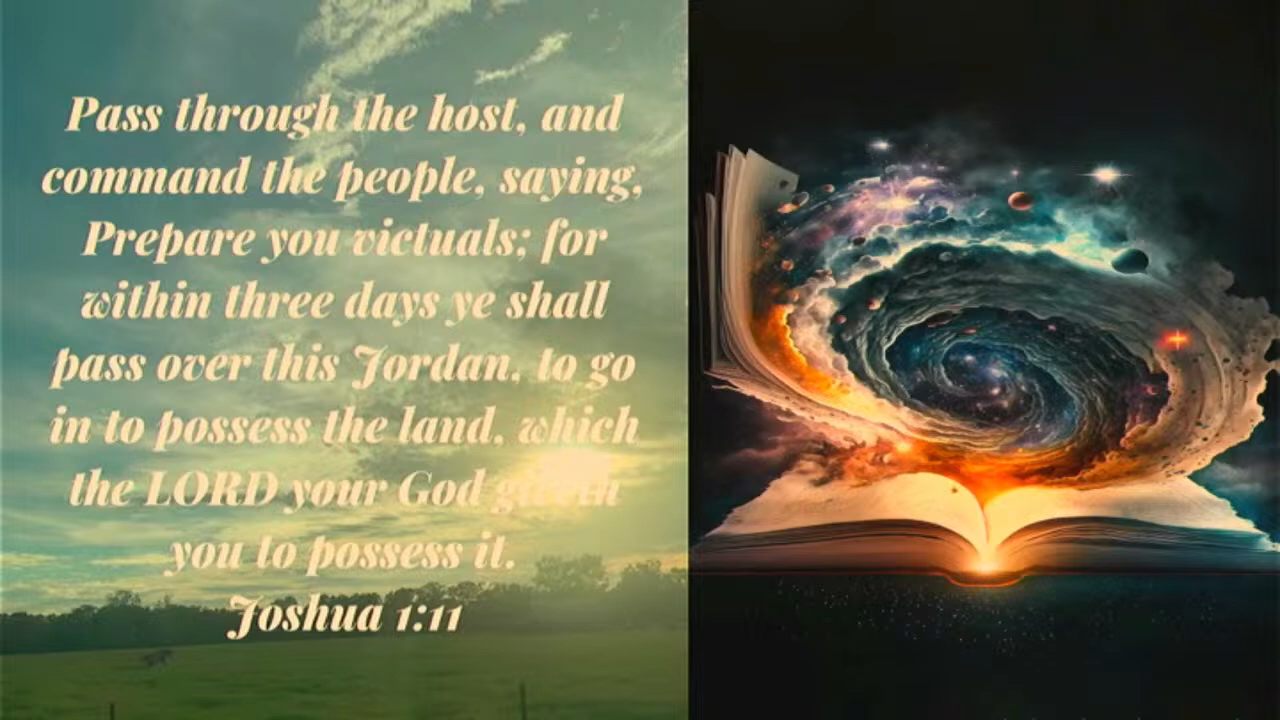 Pass through the host, and
command the people, saying,
Prepare you victuals; for
within three days ye shall
pass over this Jordan, to go
in to possess the land, which
the LORD your God giveth
you to possess it.
Joshua 1:11